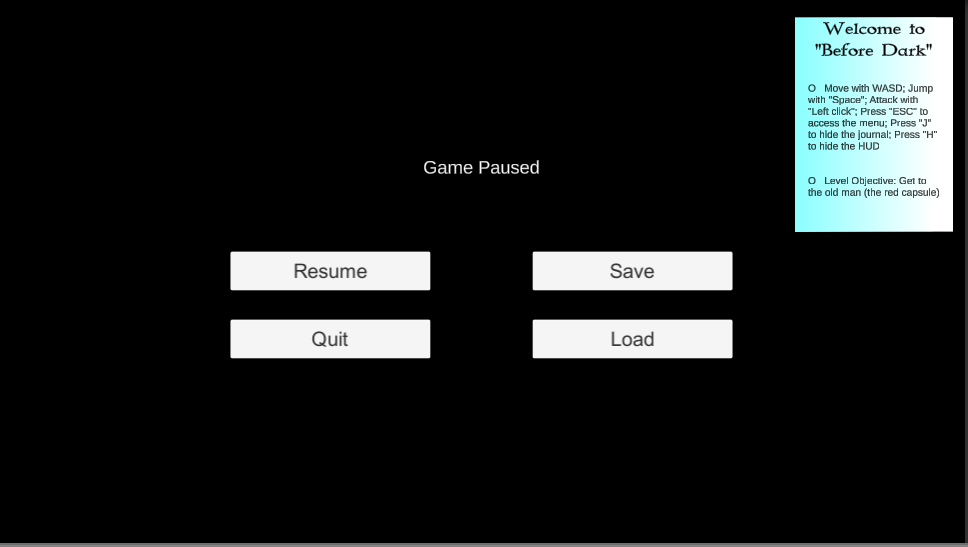 Welcome to
"Before Dark"
O Move with WASD; Jump
with "Space"; Attack with
"Left click"; Press "ESC" to
access the menu; Press "J"
to hide the journal; Press "H"
to hide the HUD
O Level Objective: Get to
the old man (the red capsule)
Game Paused
Resume
Save
Quit
Load